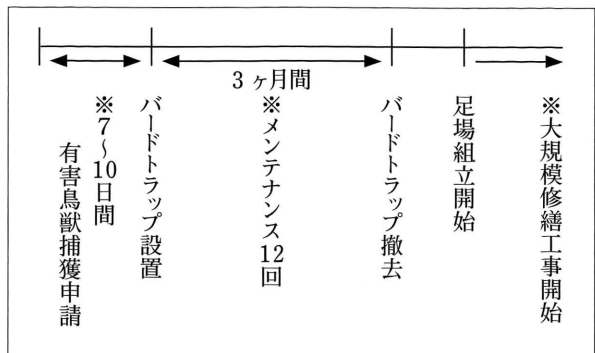 3ヶ月間
有害鳥獣捕獲申請
※7〜10日間
バードトラップ設置
※メンテナンス12回
バードトラップ撤去
足場組立開始
※大規模修繕工事開始